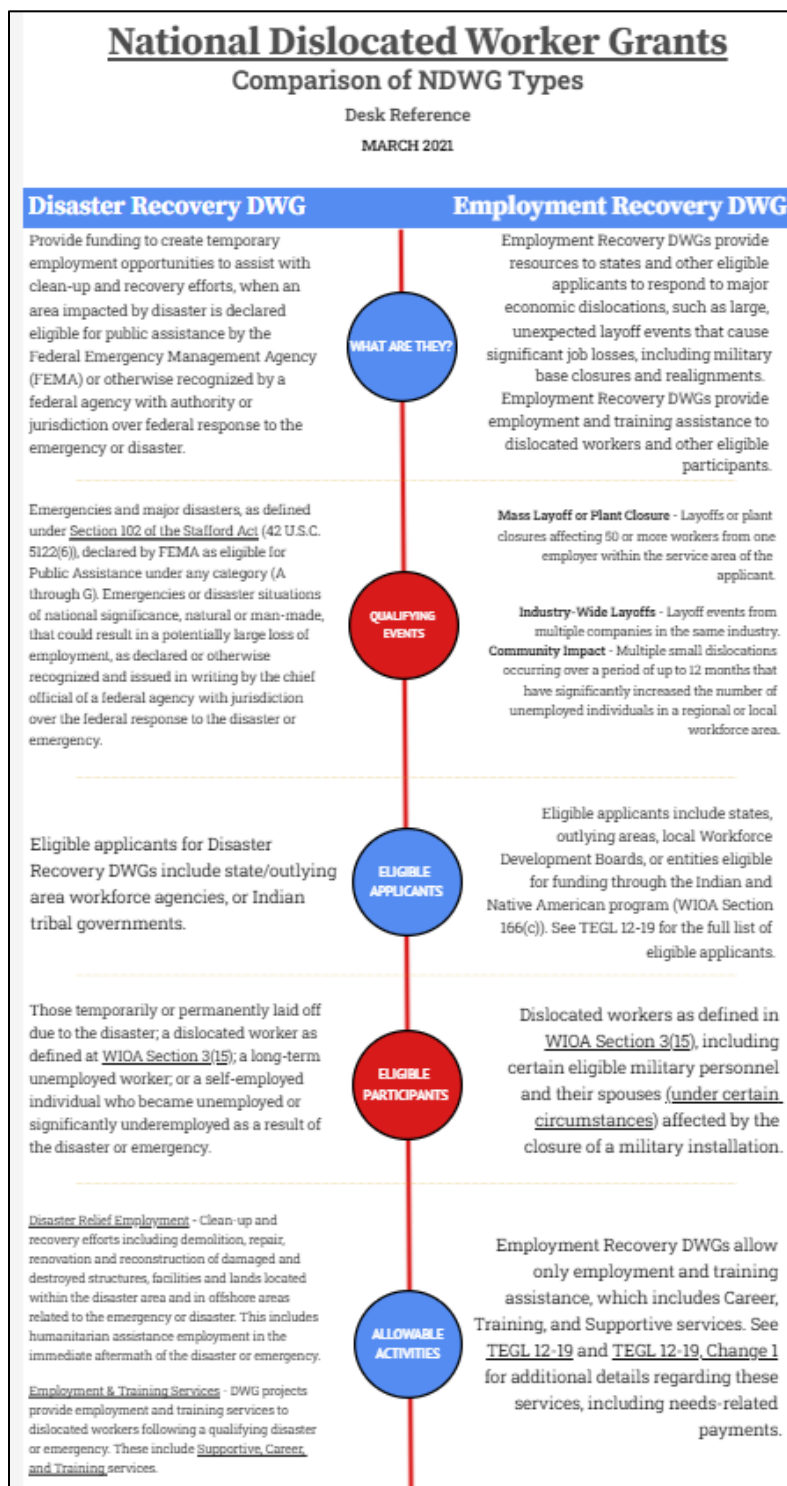 National Dislocated Worker Grants
Comparison of NDWG Types
Desk Reference
MARCH 2021
Disaster Recovery DWG
Employment Recovery DWG
Provide funding to create temporary
employment opportunities to assist with
clean-up and recovery efforts, when an
area impacted by disaster is declared
eligible for public assistance by the
Federal Emergency Management Agency
(FEMA) or otherwise recognized by a
federal agency with authority or
jurisdiction over federal response to the
emergency or disaster.
WHAT ARE THEY?
Employment Recovery DWGs provide
resources to states and other eligible
applicants to respond to major
economic dislocations, such as large,
unexpected layoff events that cause
significant job losses, including military
base closures and realignments.
Employment Recovery DWGs provide
employment and training assistance to
dislocated workers and other eligible
participants.
Emergencies and major disasters, as defined
under Section 102 of the Stafford Act (42 U.S.C.
5122(6)), declared by FEMA as eligible for
Public Assistance under any category (A
through G). Emergencies or disaster situations
of national significance, natural or man-made,
that could result in a potentially large loss of
employment, as declared or otherwise
recognized and issued in writing by the chief
official of a federal agency with jurisdiction
over the federal response to the disaster or
emergency.
QUALIFYING
EVENTS
Mass Layoff or Plant Closure - Layoffs or plant
closures affecting 50 or more workers from one
employer within the service area of the
applicant.
Industry-Wide Layoffs - Layoff events from
multiple companies in the same industry.
Community Impact - Multiple small dislocations
occurring over a period of up to 12 months that
have significantly increased the number of
unemployed individuals in a regional or local
workforce area.
Eligible applicants for Disaster
Recovery DWGs include state/outlying
area workforce agencies, or Indian
tribal governments.
ELIGIBLE
APPLICANTS
Eligible applicants include states,
outlying areas, local Workforce
Development Boards, or entities eligible
for funding through the Indian and
Native American program (WIOA Section
166(c)). See TEGL 12-19 for the full list of
eligible applicants.
Those temporarily or permanently laid off
due to the disaster; a dislocated worker as
defined at WIOA Section 3(15); a long-term
unemployed worker; or a self-employed
individual who became unemployed or
significantly underemployed as a result of
the disaster or emergency.
ELIGIBLE
PARTICIPANTS
Dislocated workers as defined in
WIOA Section 3(15), including
certain eligible military personnel
and their spouses (under certain
circumstances) affected by the
closure of a military installation.
Disaster Relief Employment - Clean-up and
recovery efforts including demolition, repair,
renovation and reconstruction of damaged and
destroyed structures, facilities and lands located
within the disaster area and in offshore areas
related to the emergency or disaster. This includes
humanitarian assistance employment in the
immediate aftermath of the disaster or emergency.
Employment & Training Services - DWG projects
provide employment and training services to
dislocated workers following a qualifying disaster
or emergency. These include Supportive, Career,
and Training services.
ALLOWABLE
ACTIVITIES
Employment Recovery DWGs allow
only employment and training
assistance, which includes Career,
Training, and Supportive services. See
TEGL 12-19 and TEGL 12-19, Change 1
for additional details regarding these
services, including needs-related
payments.